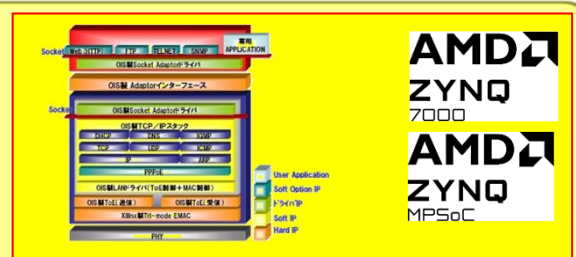 Socket Web (HTTP) FTP TELNET SNMP 専用 APPLICATION
OIS製Socket Adaptorドライバ
OIS製 Adaptorインターフェース
Socke OIS製Socket Adaptorドライバ
OIS製TCP/IPスタック
DHCP DNS IGMP
TCP UDP ICMP
IP ARP
PPPoE
OIS製LANドライバ(ToE制御+MAC制御)
OIS製ToE(送信) OIS製ToE(受信)
Xilinx製Tri-mode EMAC
PHY
User Application
Soft Option IP
ドライバIP
Soft IP
Hard IP
AMD
ZYNQ
7000
AMD
ZYNQ
MPSoC